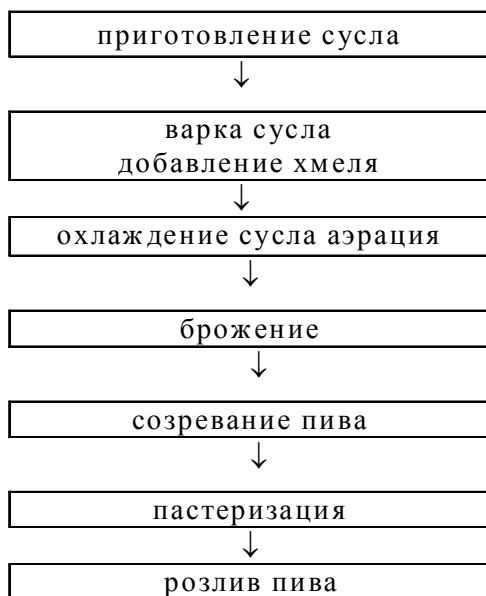 приготовление сусла
↓
варка сусла
добавление хмеля
↓
охлаждение сусла аэрация
↓
брожение
↓
созревание пива
↓
пастеризация
↓
розлив пива